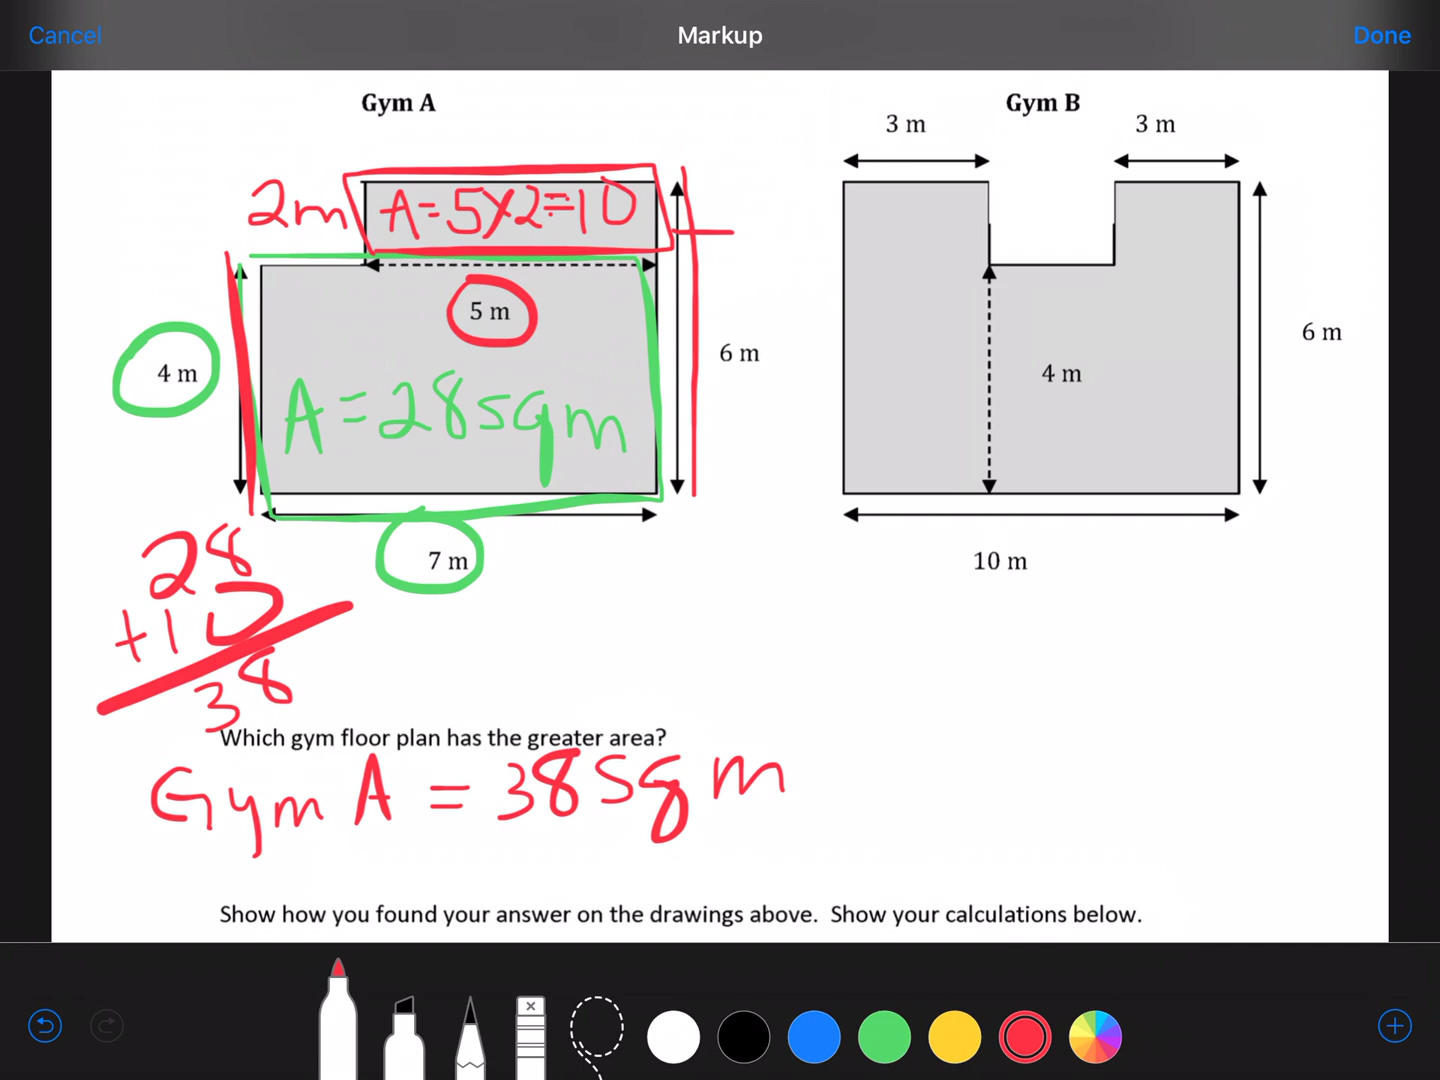 Cancel
Markup
Done
Gym A
Gym B
3 m
3 m
2m
A=5X2=10
5 m
4 m
6 m
6 m
4 m
A=28sqm
7 m
10 m
28
+10
38
Which gym floor plan has the greater area?
Gym A = 38sqm
Show how you found your answer on the drawings above.  Show your calculations below.